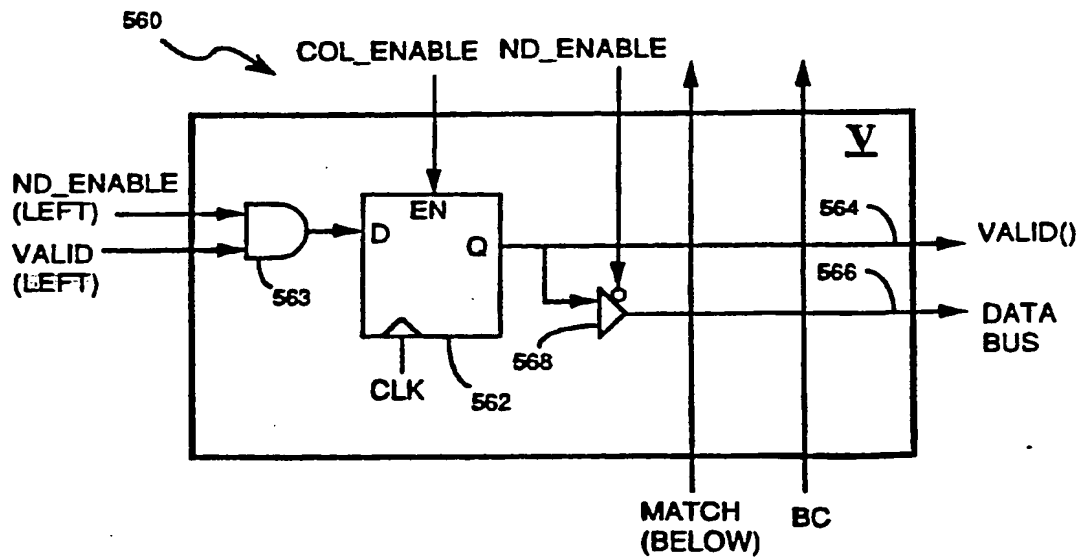 560
COL_ENABLE ND_ENABLE
V
ND_ENABLE
(LEFT)
VALID
(LEFT)
EN
D
Q
563
564
VALID()
566
DATA
BUS
568
CLK
562
MATCH
(BELOW)
BC